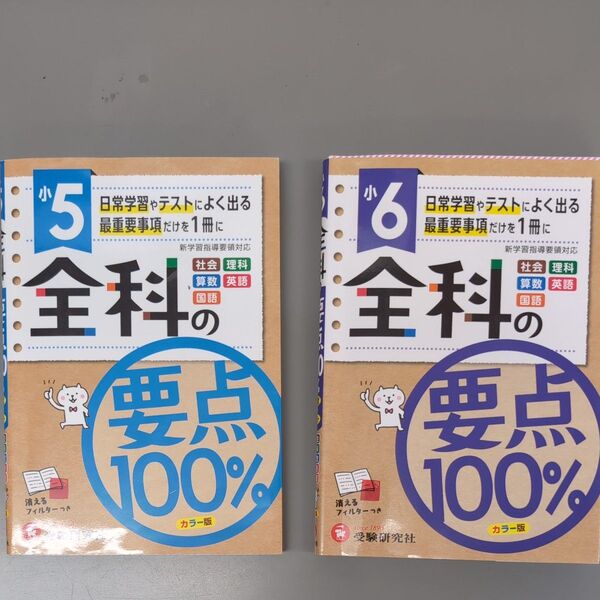 小5
日常学習やテストによく出る
最重要事項だけを1冊に
新学習指導要領対応
社会 理科
算数 英語
国語
全科の
要点
100%
消える
フィルターつき
カラー版
小6
日常学習やテストによく出る
最重要事項だけを1冊に
新学習指導要領対応
社会 理科
算数 英語
国語
全科の
要点
100%
消える
フィルターつき
カラー版
受験研究社